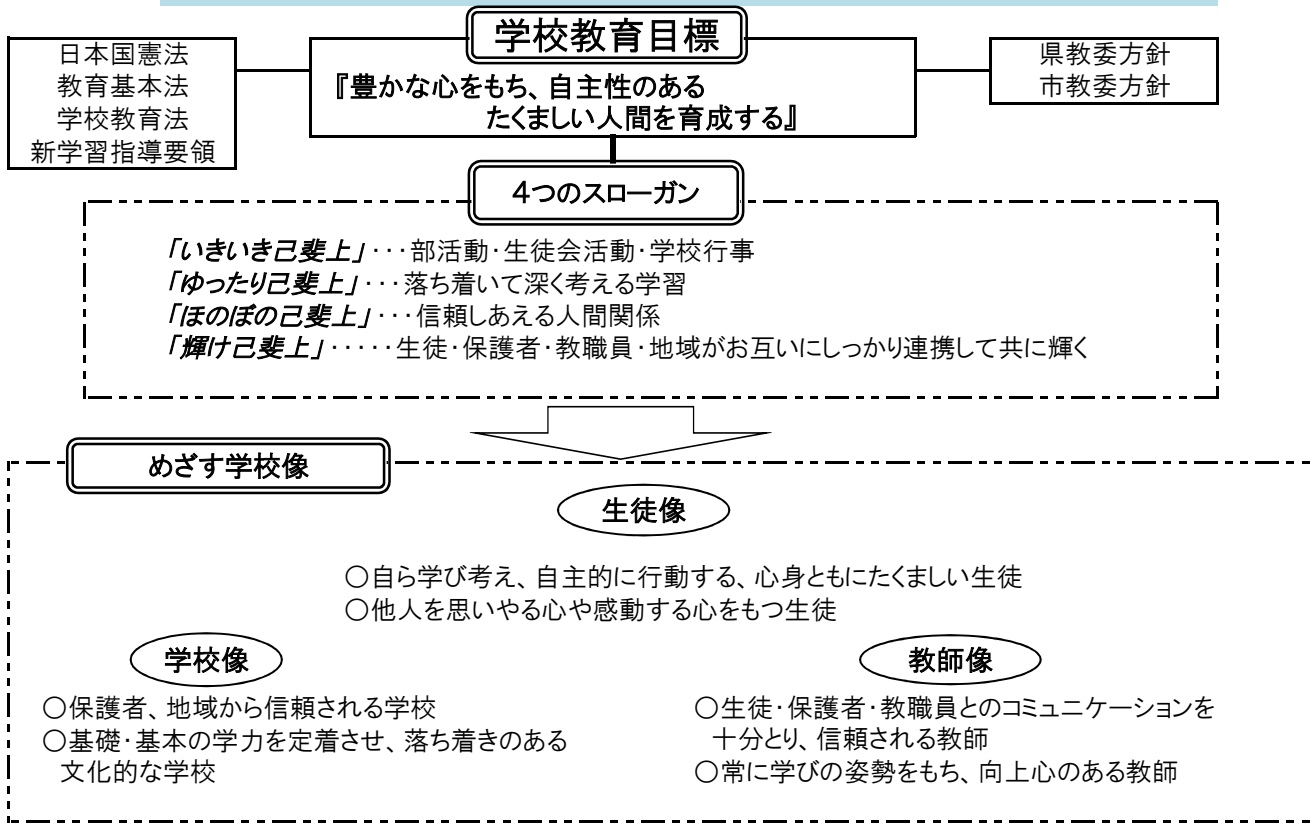 学校教育目標
日本国憲法
教育基本法
学校教育法
新学習指導要領
『豊かな心をもち、自主性のある
たくましい人間を育成する』
県教委方針
市教委方針
4つのスローガン
「いきいき己斐上」・・・部活動・生徒会活動・学校行事
「ゆったり己斐上」・・・落ち着いて深く考える学習
「ほのぼの己斐上」・・・信頼しあえる人間関係
「輝け己斐上」・・・・・生徒・保護者・教職員・地域がお互いにしっかり連携して共に輝く
めざす学校像
生徒像
○自ら学び考え、自主的に行動する、心身ともにたくましい生徒
○他人を思いやる心や感動する心をもつ生徒
学校像
○保護者、地域から信頼される学校
○基礎・基本の学力を定着させ、落ち着きのある
文化的な学校
教師像
○生徒・保護者・教職員とのコミュニケーションを
十分とり、信頼される教師
○常に学びの姿勢をもち、向上心のある教師